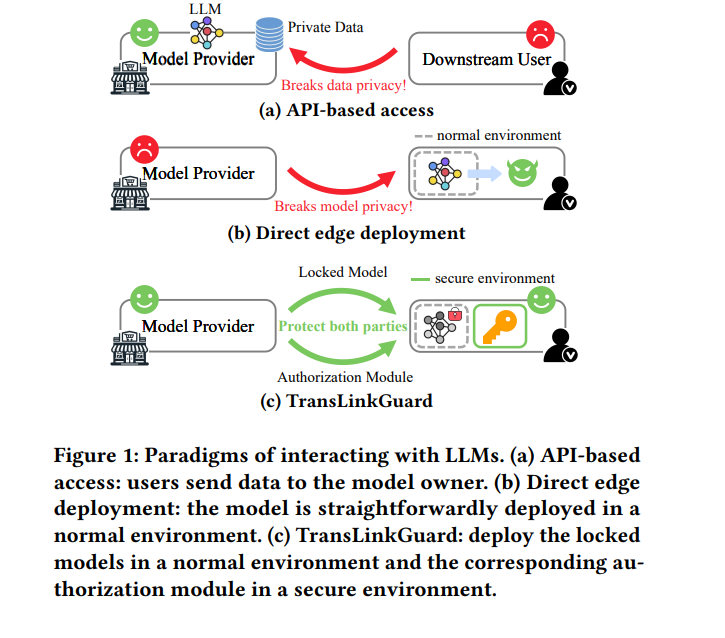 LLM
Private Data
Model Provider
Downstream User
Breaks data privacy!
(a) API-based access
normal environment
Model Provider
Breaks model privacy!
(b) Direct edge deployment
Locked Model
secure environment
Model Provider
Protect both parties
Authorization Module
(c) TransLinkGuard
Figure 1: Paradigms of interacting with LLMs. (a) API-based
access: users send data to the model owner. (b) Direct edge
deployment: the model is straightforwardly deployed in a
normal environment. (c) TransLinkGuard: deploy the locked
models in a normal environment and the corresponding au-
thorization module in a secure environment.